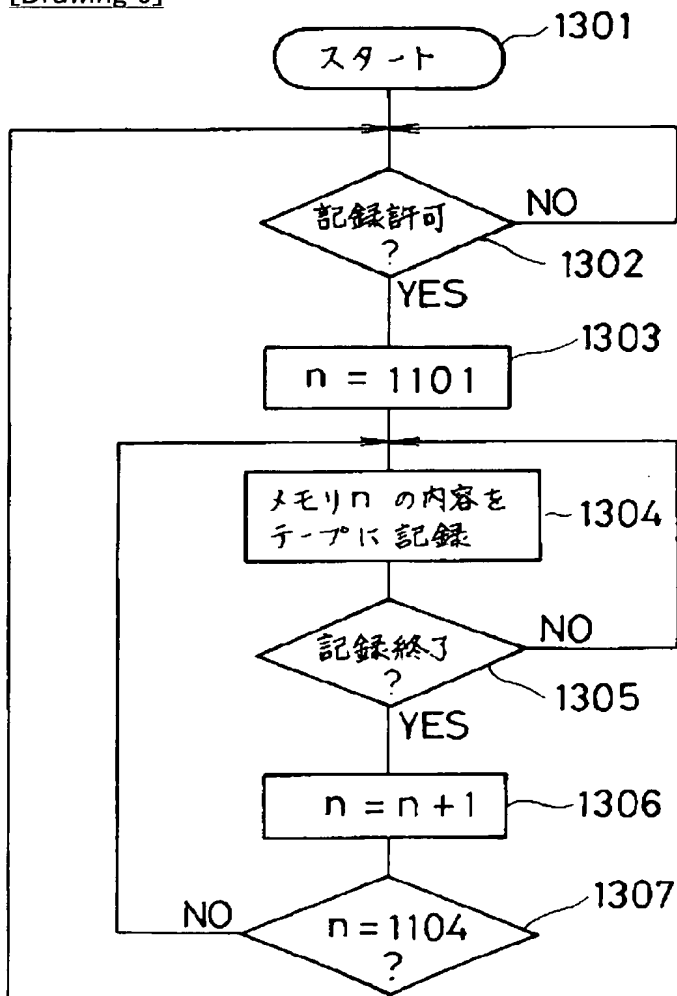 スタート
1301
記録許可
?
NO
1302
YES
1303
n = 1101
メモリn の内容を
テープに 記録
1304
記録終了
?
NO
1305
YES
n = n + 1
1306
1307
NO
n = 1104
?